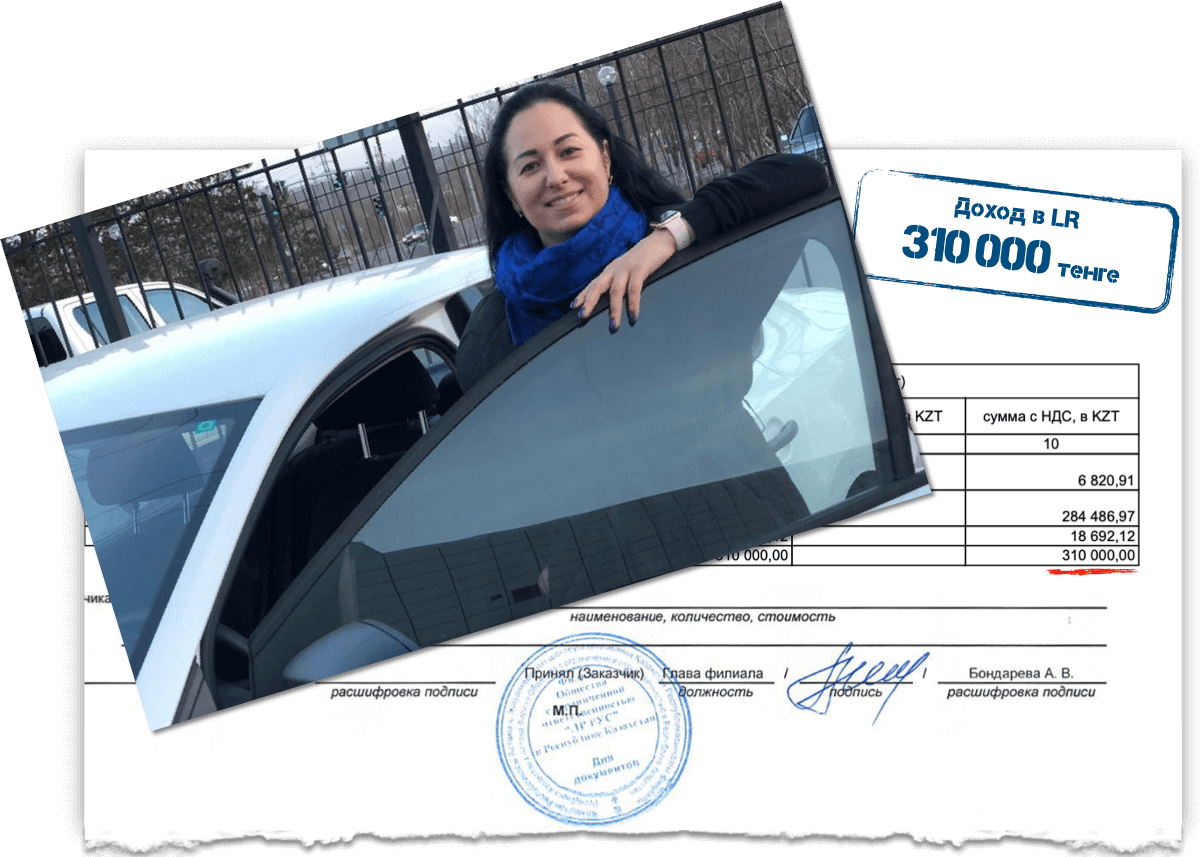 Доход в LR
310 000 тенге
-)
KZT
сумма с НДС, в KZT
10
6 820,91
284 486,97
18 692,12
310 000,00
310 000,00
чика
наименование, количество, стоимость
Принял (Заказчик)
Глава филиала
/
/
Бондарева А. В.
расшифровка подписи
должность
подпись
расшифровка подписи
М.П.
Общества
с ограниченной
ответственностью
"ЛР РУС"
в Республике Казахстан
Для
документов